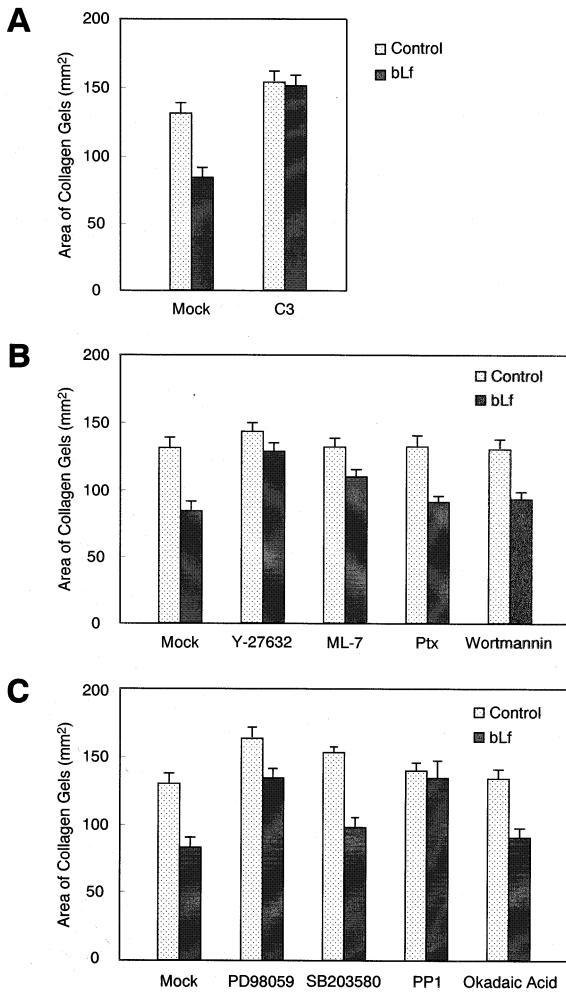 A
200
150
100
50
0
Area of Collagen Gels (mm2)
Control
bLf
Mock C3
B
200
150
100
50
0
Area of Collagen Gels (mm2)
Control
bLf
Mock Y-27632 ML-7 Ptx Wortmannin
C
200
150
100
50
0
Area of Collagen Gels (mm2)
Control
bLf
Mock PD98059 SB203580 PP1 Okadaic Acid